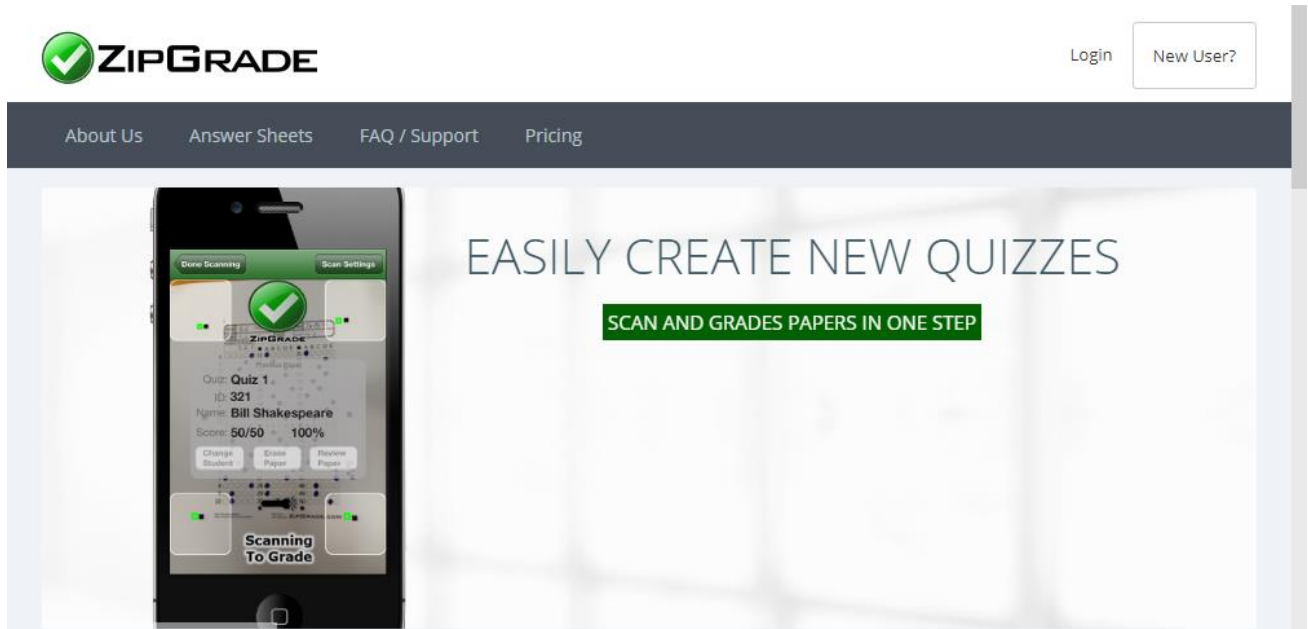 ZIPGRADE
Login
New User?
About Us
Answer Sheets
FAQ / Support
Pricing
EASILY CREATE NEW QUIZZES
SCAN AND GRADES PAPERS IN ONE STEP
Done Scanning
Scan Settings
ZIPGRADE
Quiz: Quiz 1
ID: 321
Name: Bill Shakespeare
Score: 50/50 100%
Change Student
Erase Paper
Review Paper
Scanning
To Grade